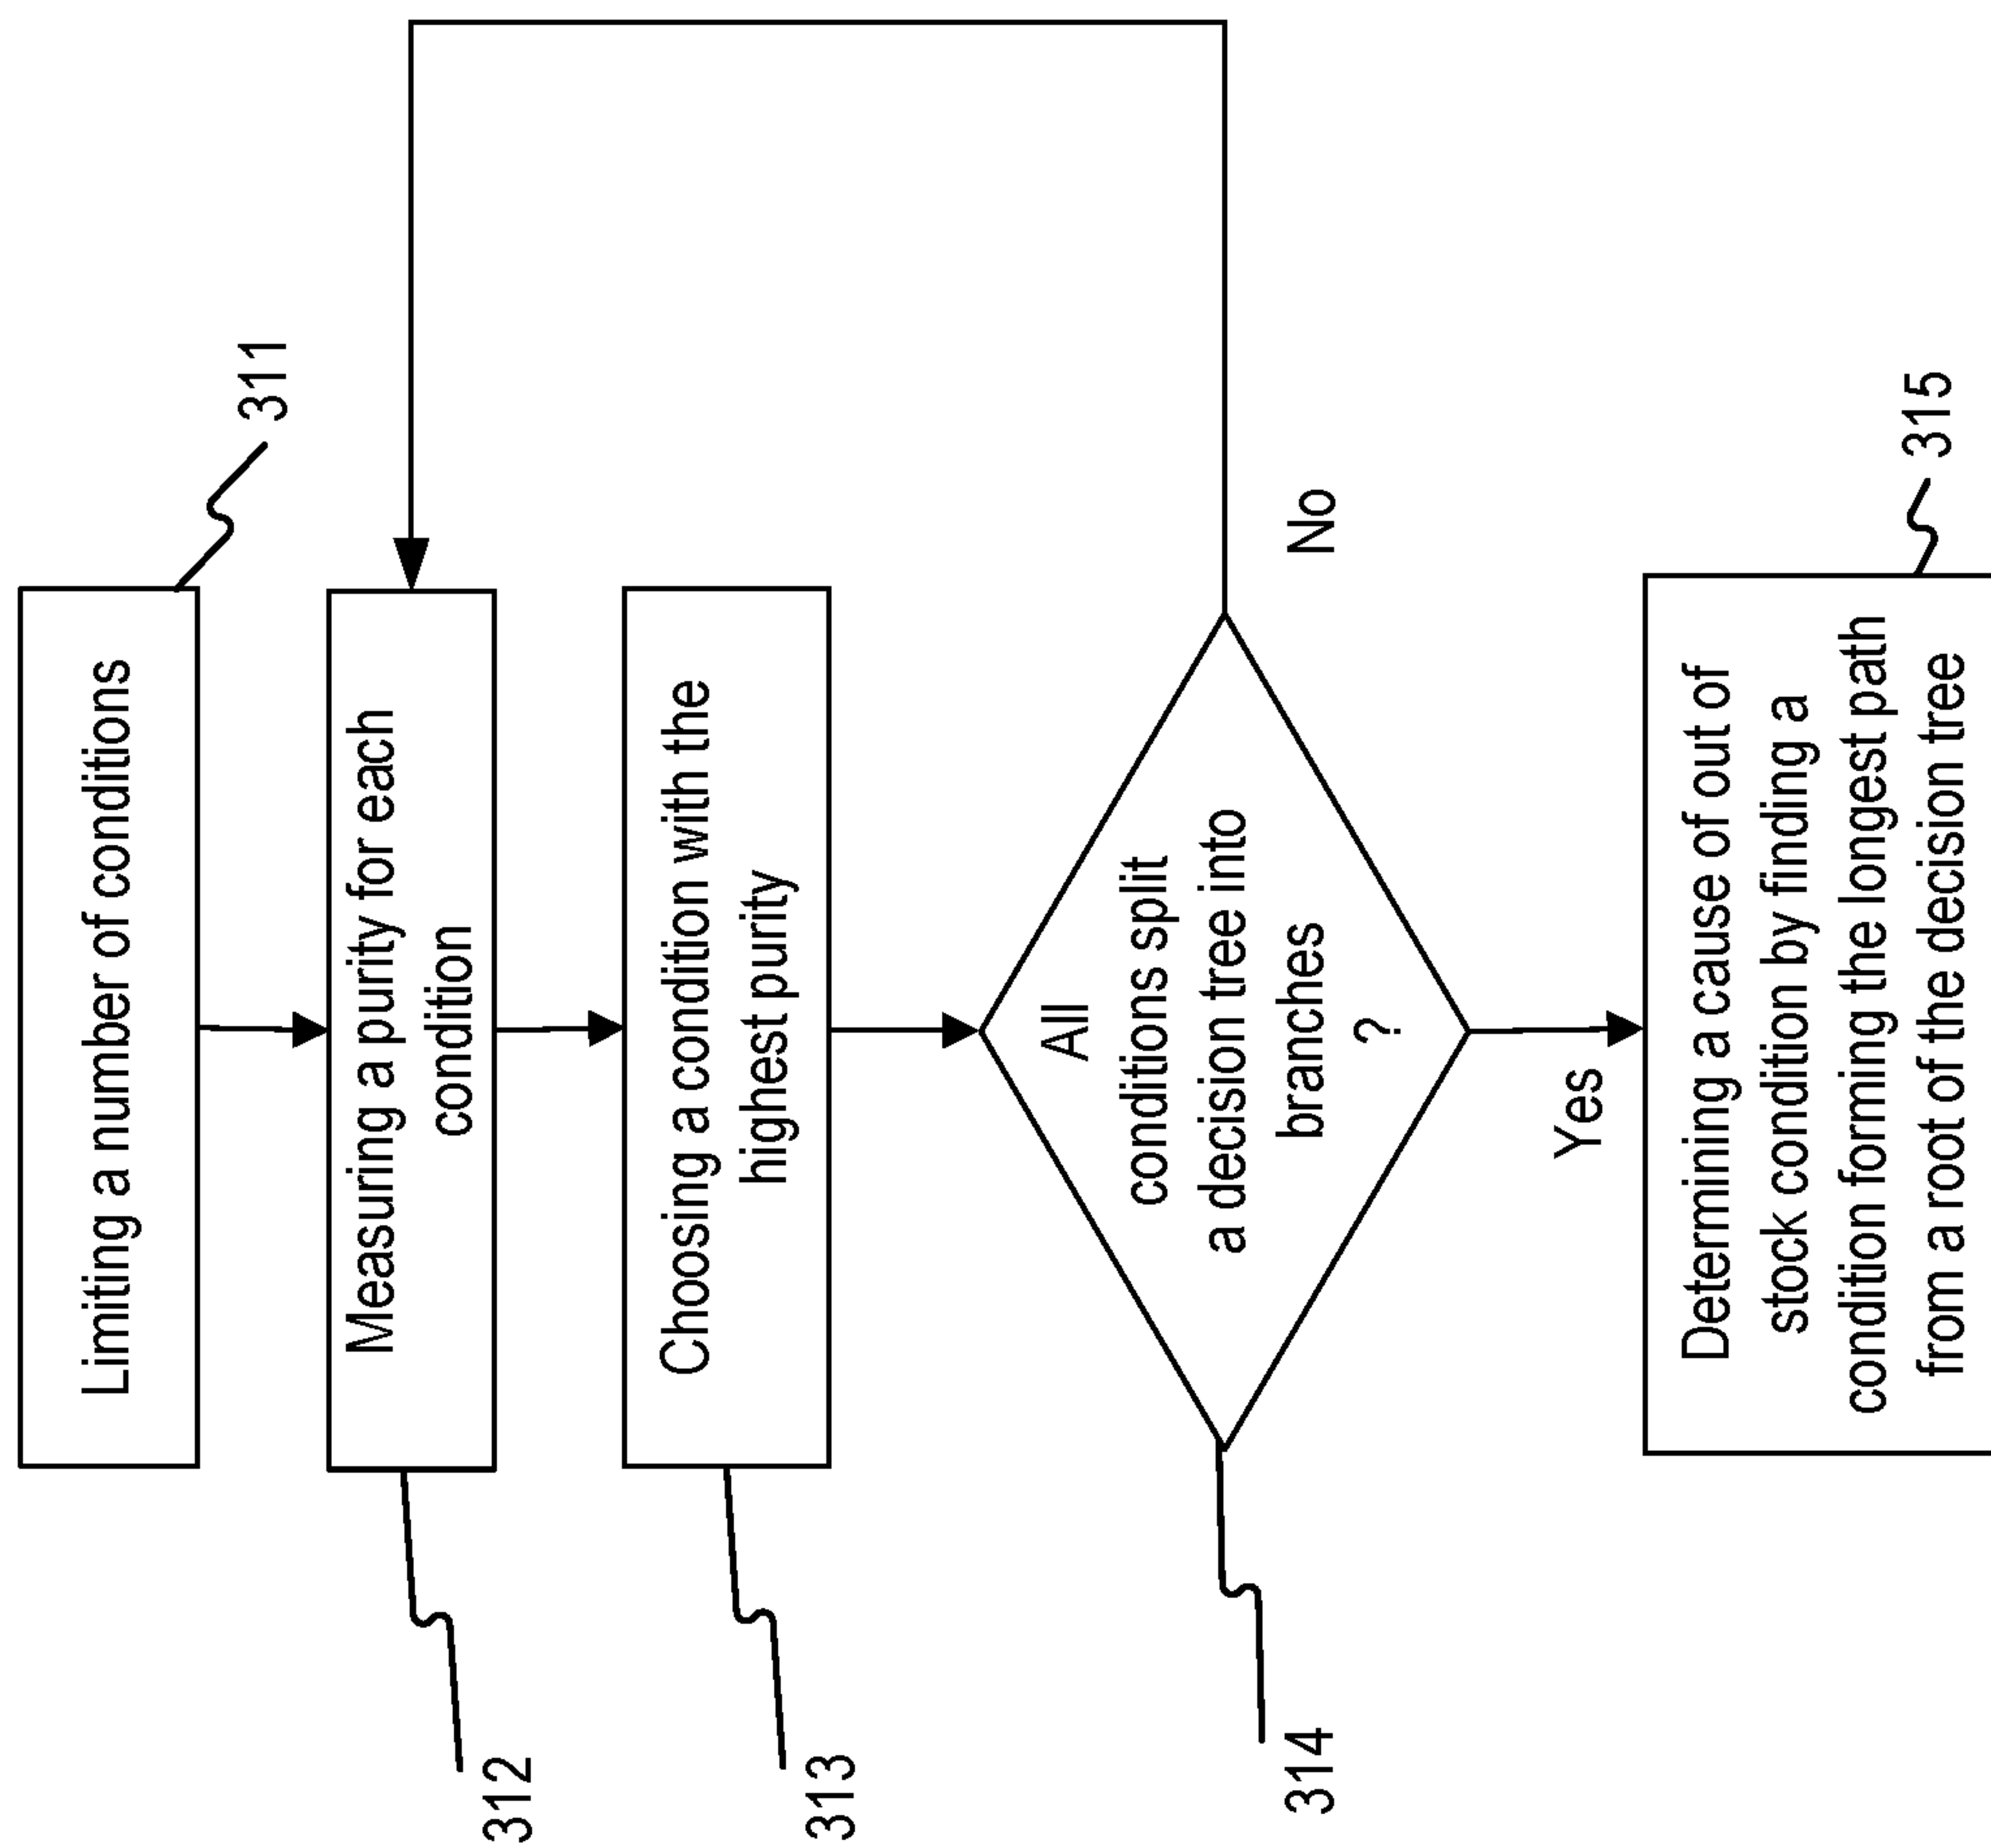 Limiting a number of conditions
311
Measuring a purity for each
condition
312
Choosing a condition with the
highest purity
313
All
conditions split
a decision tree into
branches
?
No
314
Yes
Determining a cause of out of
stock condition by finding a
condition forming the longest path
from a root of the decision tree
315